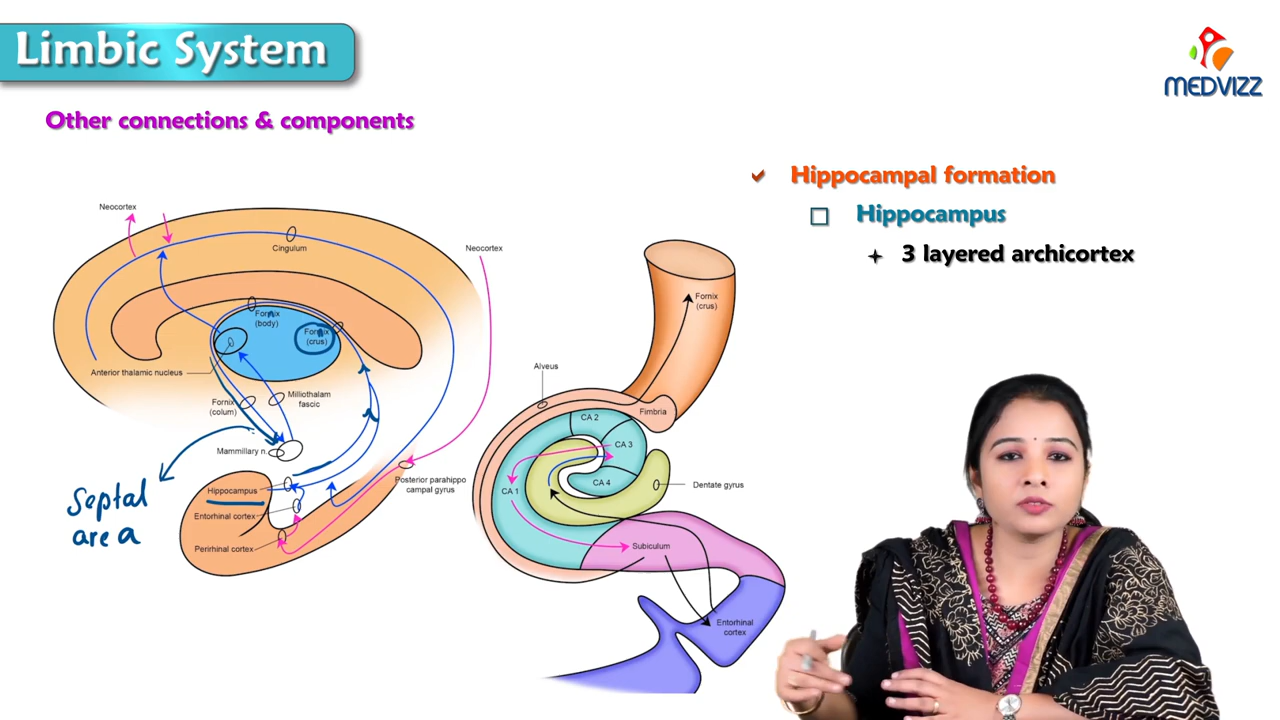 Limbic System
MEDVIZZ
Other connections & components
Hippocampal formation
Hippocampus
3 layered archicortex
Neocortex
Cingulum
Fornix
(body)
Fornix
(crus)
Anterior thalamic nucleus
Fornix
(colum)
Millothalam
fascic
Mammillary n.
Septal
area
Hippocampus
Entorhinal cortex
Perirhinal cortex
Neocortex
Posterior parahippo
campal gyrus
Fornix
(crus)
Alveus
Fimbria
CA 2
CA 3
CA 4
CA 1
Dentate gyrus
Subiculum
Entorhinal
cortex